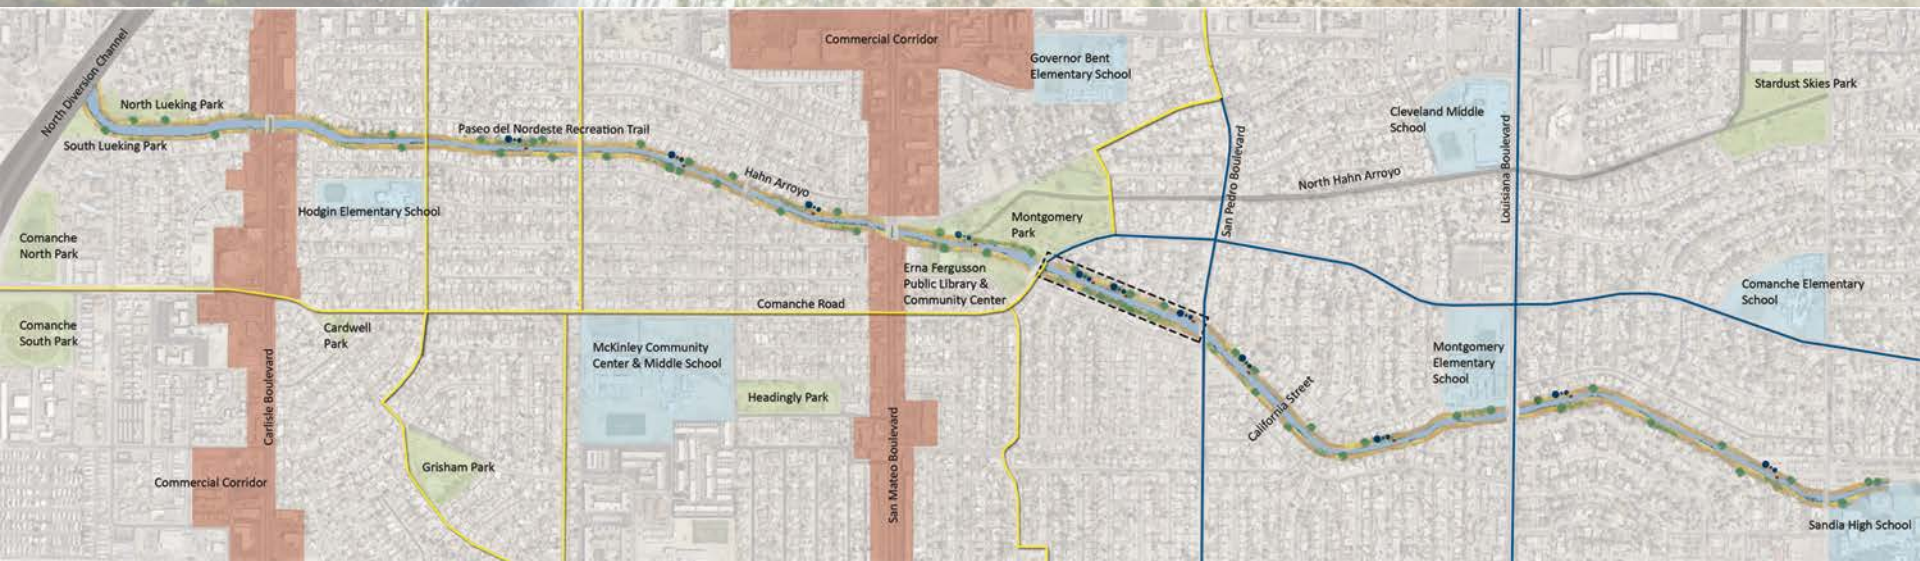 Commercial Corridor
Governor Bent
Elementary School
Stardust Skies Park
North Diversion Channel
North Lueking Park
Cleveland Middle
School
Paseo del Nordeste Recreation Trail
South Lueking Park
San Pedro Boulevard
Louisiana Boulevard
Hahn Arroyo
North Hahn Arroyo
Hodgin Elementary School
Montgomery
Park
Comanche
North Park
Erna Fergusson
Public Library &
Community Center
Comanche Elementary
School
Comanche Road
Comanche
South Park
Cardwell
Park
McKinley Community
Center & Middle School
Montgomery
Elementary
School
Carlisle Boulevard
Headingly Park
California Street
San Mateo Boulevard
Grisham Park
Commercial Corridor
Sandia High School